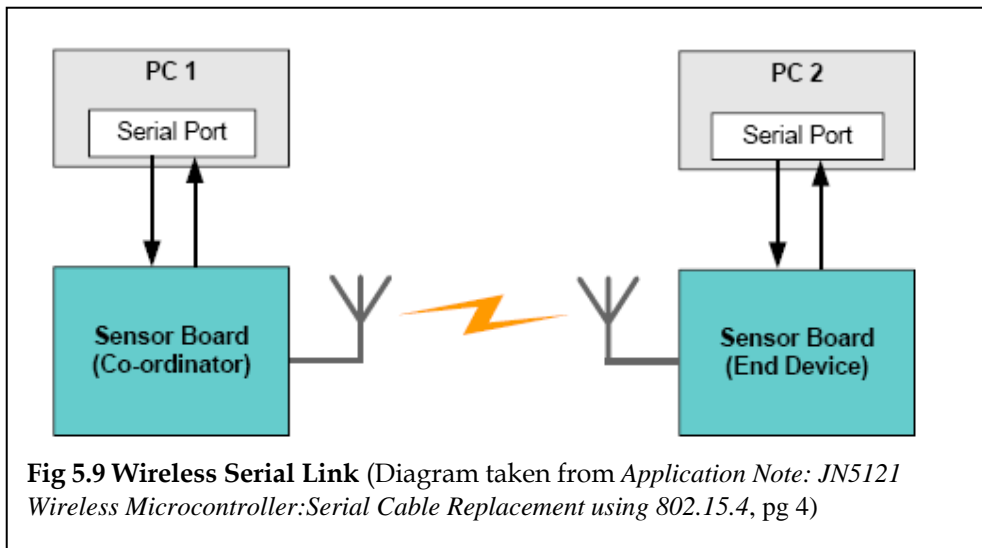 PC 1
Serial Port
Sensor Board
(Co-ordinator)
PC 2
Serial Port
Sensor Board
(End Device)
Fig 5.9 Wireless Serial Link (Diagram taken from Application Note: JN5121
Wireless Microcontroller:Serial Cable Replacement using 802.15.4, pg 4)